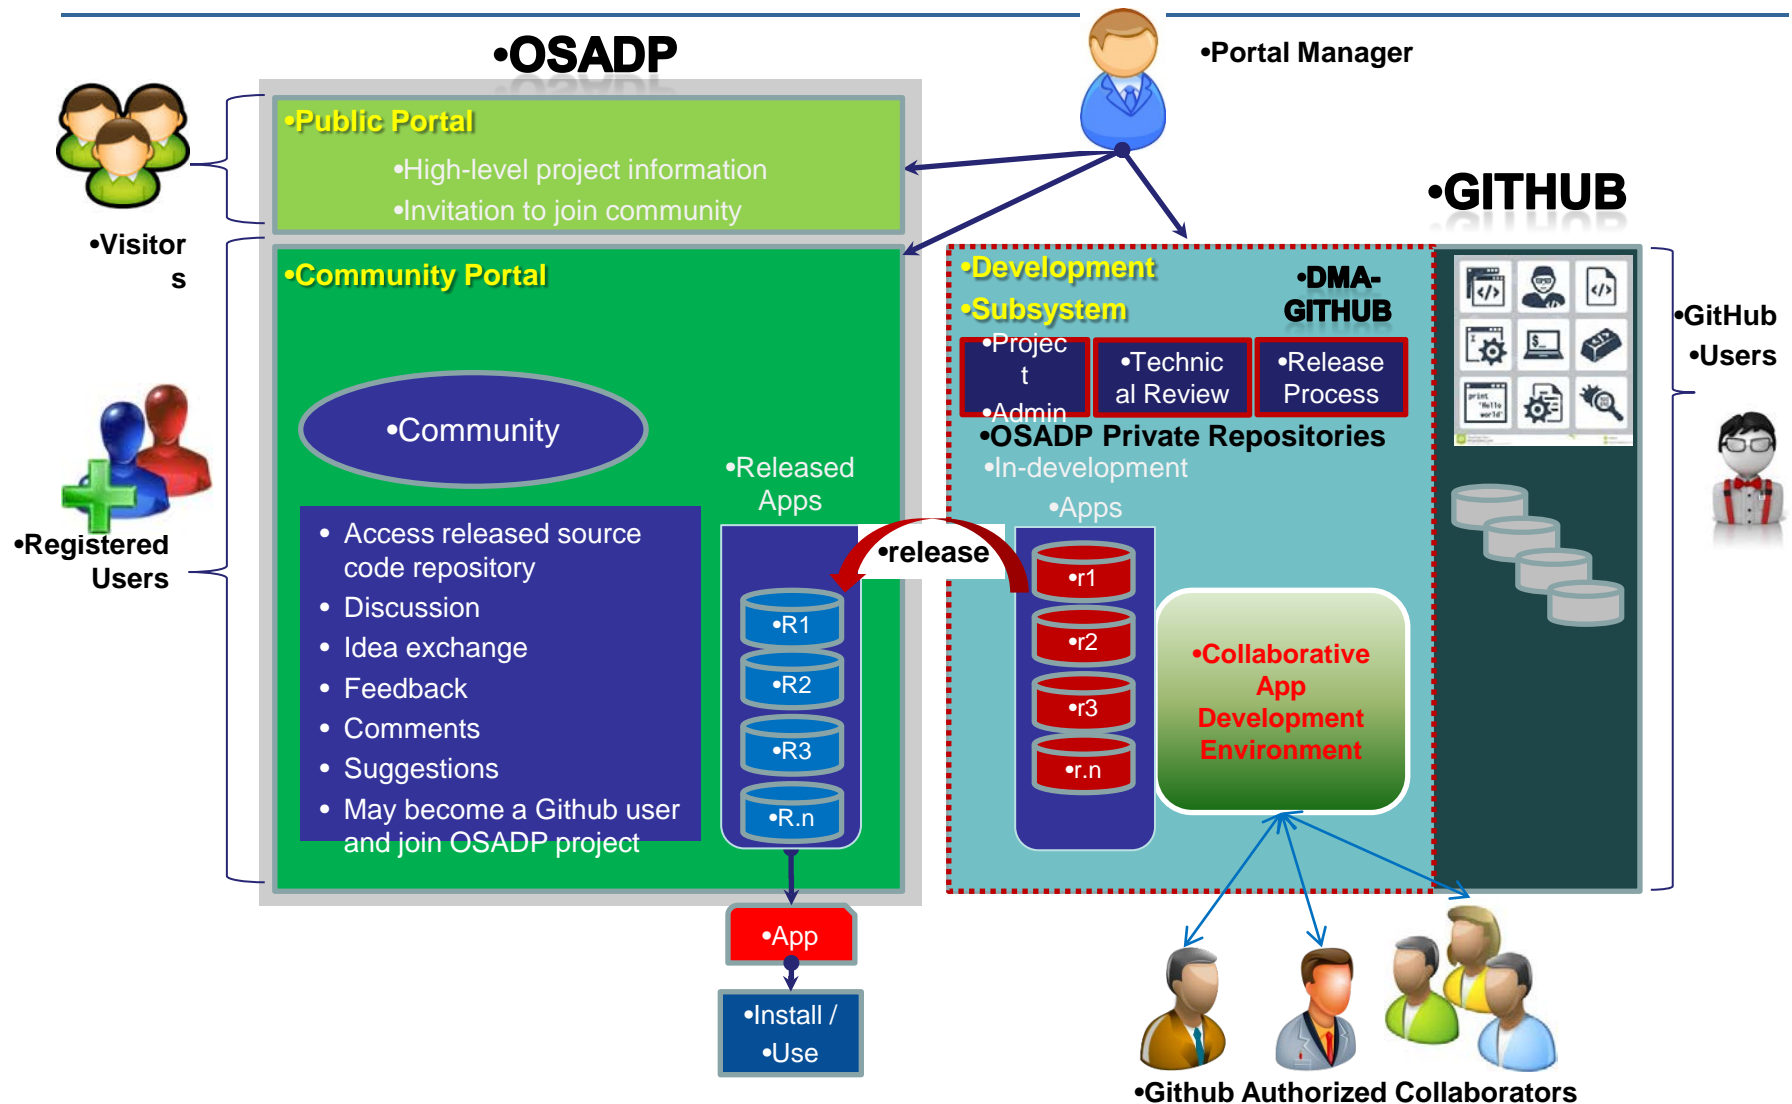 •OSADP
•Portal Manager
•Public Portal
•High-level project information
•Invitation to join community
•GITHUB
•Visitor
s
•Community Portal
•Development
•Subsystem
•DMA-
GITHUB
•GitHub
•Users
•Projec
t
•Admin
•Technic
al Review
•Release
Process
print
'Hello
world'
$_
•Community
•OSADP Private Repositories
•In-development
•Apps
•Released
Apps
•Registered
Users
• Access released source
code repository
• Discussion
• Idea exchange
• Feedback
• Comments
• Suggestions
• May become a Github user
and join OSADP project
•release
•R1
•R2
•R3
•R.n
•r1
•r2
•r3
•r.n
•Collaborative
App
Development
Environment
•App
•Install /
•Use
•Github Authorized Collaborators